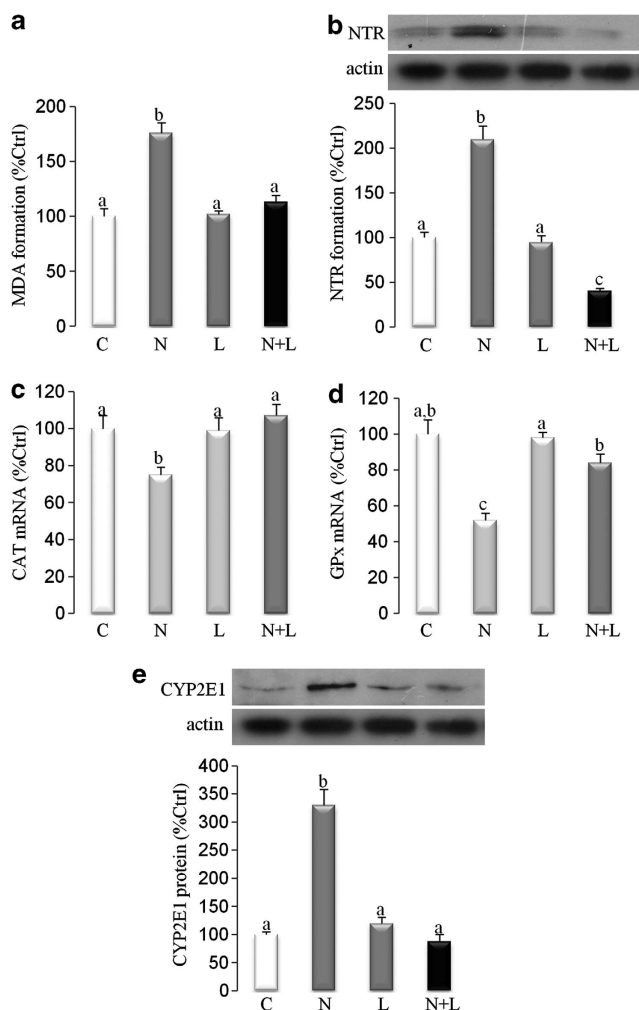 a
MDA formation (%Ctrl)
200
150
100
50
0
a
b
a
a
C N L N+L
b
NTR
actin
NTR formation (%Ctrl)
250
200
150
100
50
0
a
b
a
c
C N L N+L
c
CAT mRNA (%Ctrl)
120
100
80
60
40
20
0
a
b
a
a
C N L N+L
d
GPx mRNA (%Ctrl)
120
100
80
60
40
20
0
a,b
c
a
b
C N L N+L
e
CYP2E1
actin
CYP2E1 protein (%Ctrl)
400
350
300
250
200
150
100
50
0
a
b
a
a
C N L N+L